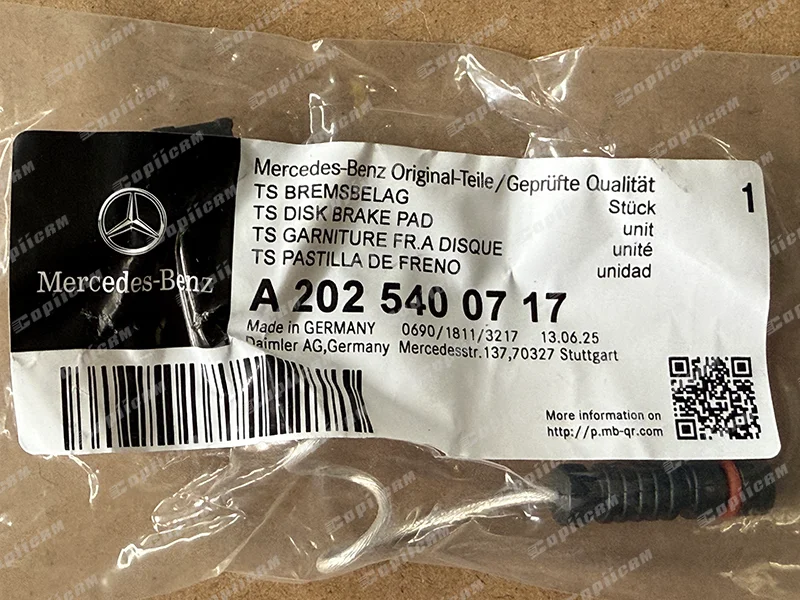 Mercedes-Benz
Mercedes-Benz Original-Teile/Geprüfte Qualität
TS BREMSBELAG
TS DISK BRAKE PAD
TS GARNITURE FR.A DISQUE
TS PASTILLA DE FRENO
Stück
unit
unité
unidad
1
A 202 540 07 17
Made in GERMANY 0690/1811/3217 13.06.25
Daimler AG,Germany Mercedesstr.137,70327 Stuttgart
More information on
http://p.mb-qr.com
Copiicam